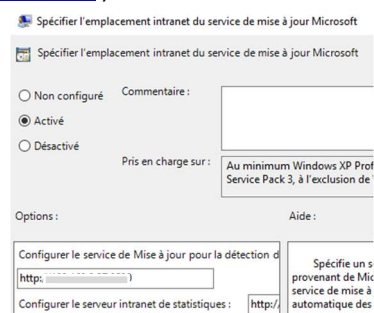 Spécifier l'emplacement intranet du service de mise à jour Microsoft
Spécifier l'emplacement intranet du service de mise à jour Microsoft
Non configuré
Commentaire :
Activé
Désactivé
Pris en charge sur :
Au minimum Windows XP Prof
Service Pack 3, à l'exclusion de
Options :
Aide :
Configurer le service de Mise à jour pour la détection d
http:
Configurer le serveur intranet de statistiques :
http:/
Spécifie un s
provenant de Mic
service de mise à
automatique des